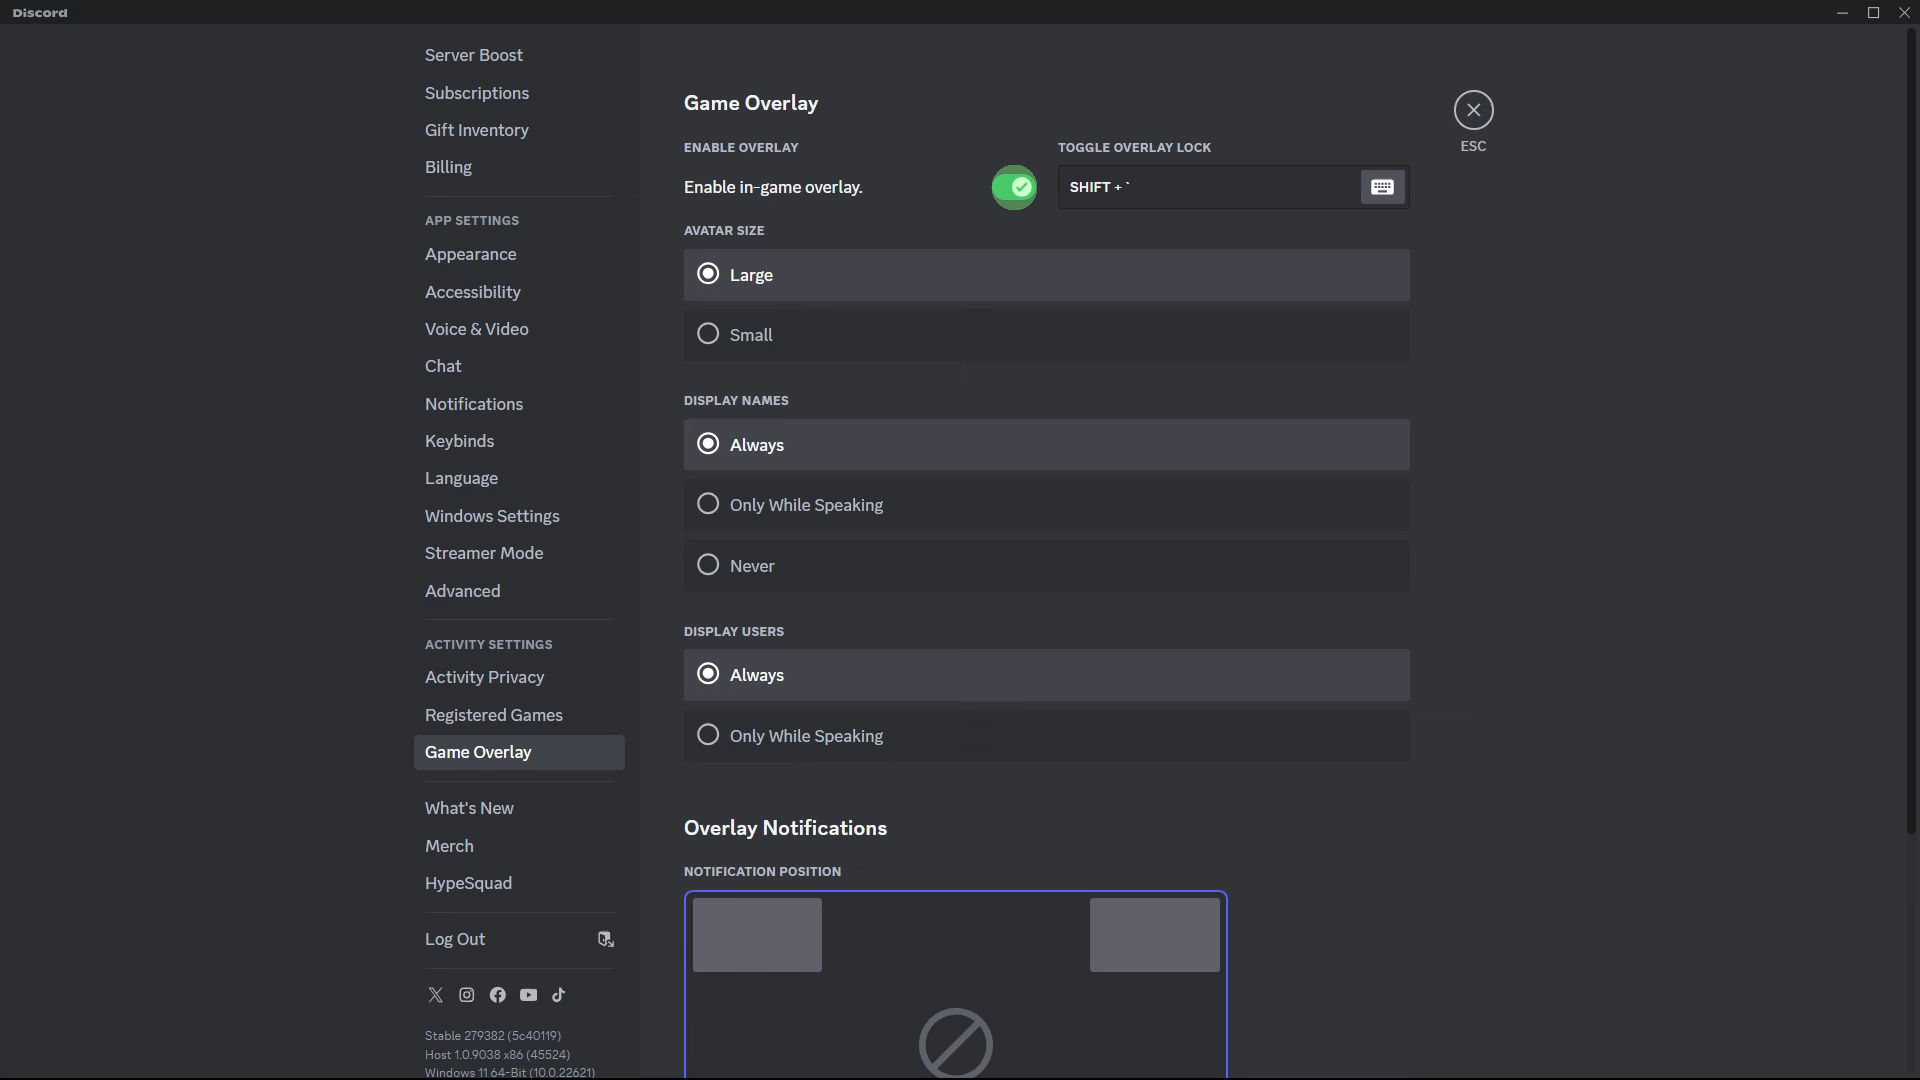 Discord
Server Boost
Subscriptions
Gift Inventory
Billing
APP SETTINGS
Appearance
Accessibility
Voice & Video
Chat
Notifications
Keybinds
Language
Windows Settings
Streamer Mode
Advanced
ACTIVITY SETTINGS
Activity Privacy
Registered Games
Game Overlay
What's New
Merch
HypeSquad
Log Out
Stable 279382 (5c40119)
Host 1.0.9038 x86 (45524)
Windows 11 64-Bit (10.0.22621)
Game Overlay
ENABLE OVERLAY
Enable in-game overlay.
TOGGLE OVERLAY LOCK
SHIFT + `
ESC
AVATAR SIZE
Large
Small
DISPLAY NAMES
Always
Only While Speaking
Never
DISPLAY USERS
Always
Only While Speaking
Overlay Notifications
NOTIFICATION POSITION